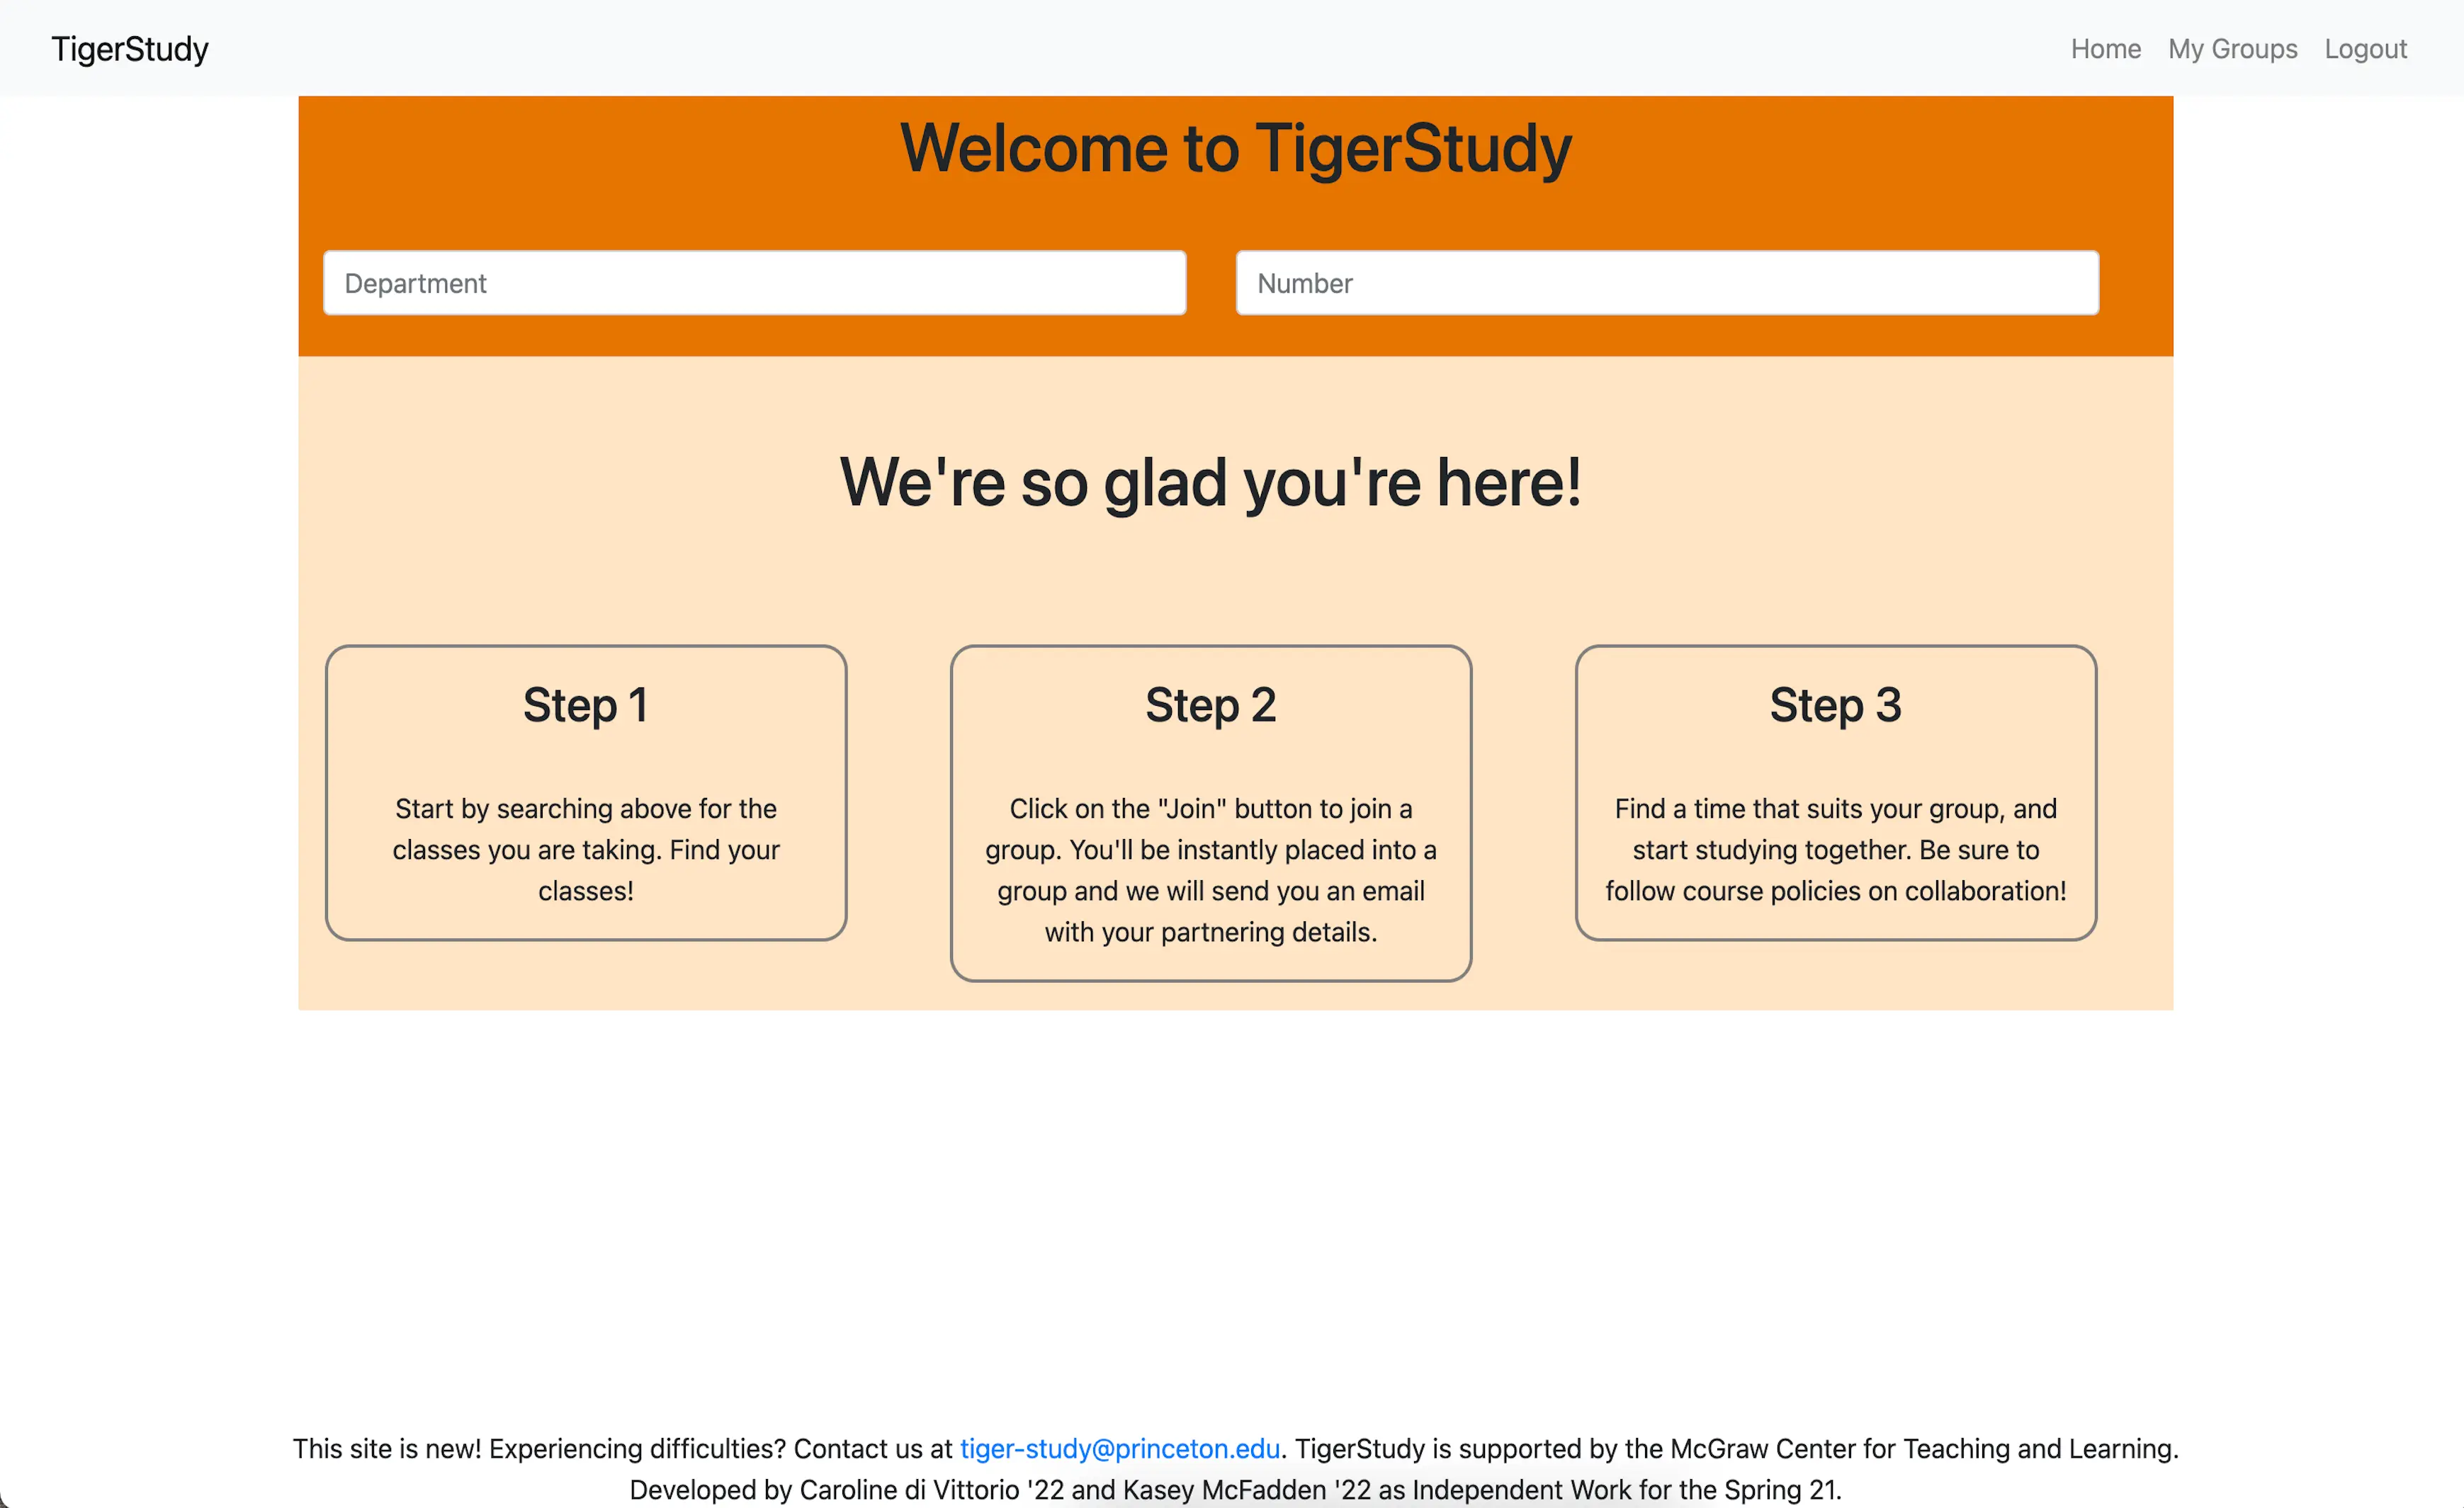 TigerStudy
Home My Groups Logout
Welcome to TigerStudy
Department
Number
We're so glad you're here!
Step 1
Start by searching above for the
classes you are taking. Find your
classes!
Step 2
Click on the "Join" button to join a
group. You'll be instantly placed into a
group and we will send you an email
with your partnering details.
Step 3
Find a time that suits your group, and
start studying together. Be sure to
follow course policies on collaboration!
This site is new! Experiencing difficulties? Contact us at tiger-study@princeton.edu. TigerStudy is supported by the McGraw Center for Teaching and Learning.
Developed by Caroline di Vittorio '22 and Kasey McFadden '22 as Independent Work for the Spring 21.